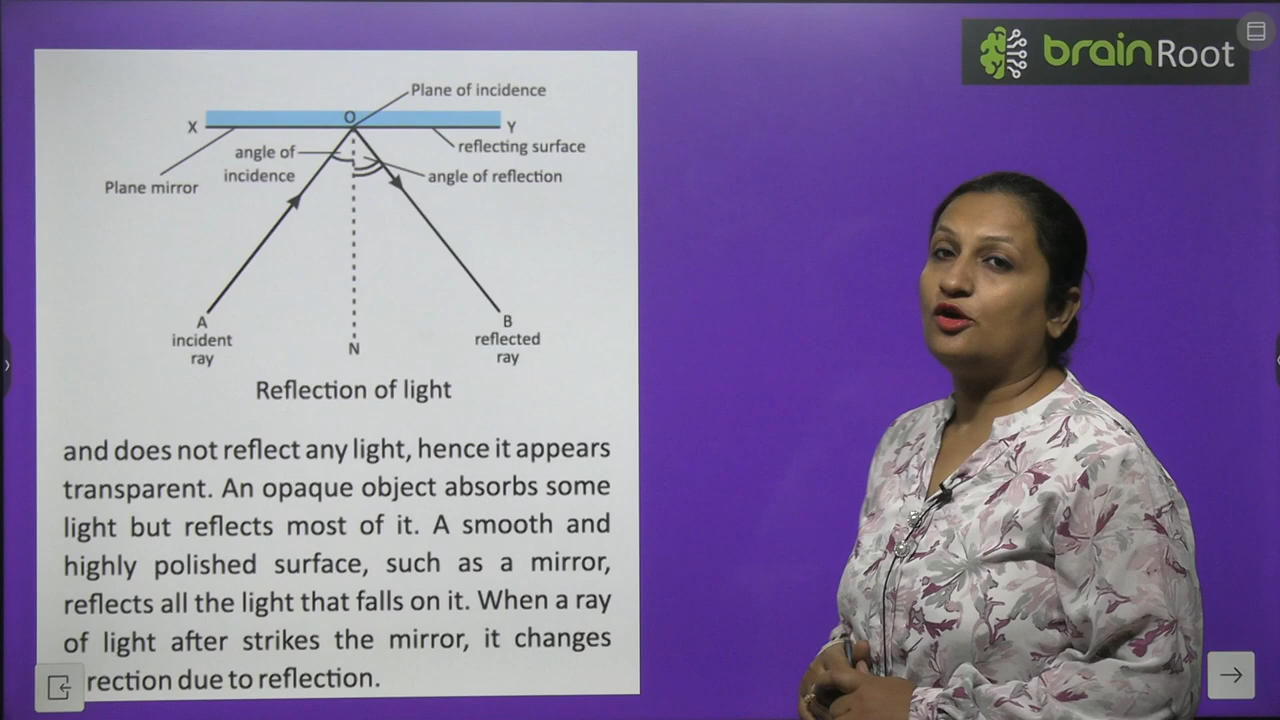 brainRoot
Plane of incidence
X
O
Y
angle of
incidence
reflecting surface
Plane mirror
angle of reflection
A
incident
ray
N
B
reflected
ray
Reflection of light
and does not reflect any light, hence it appears
transparent. An opaque object absorbs some
light but reflects most of it. A smooth and
highly polished surface, such as a mirror,
reflects all the light that falls on it. When a ray
of light after strikes the mirror, it changes
rection due to reflection.